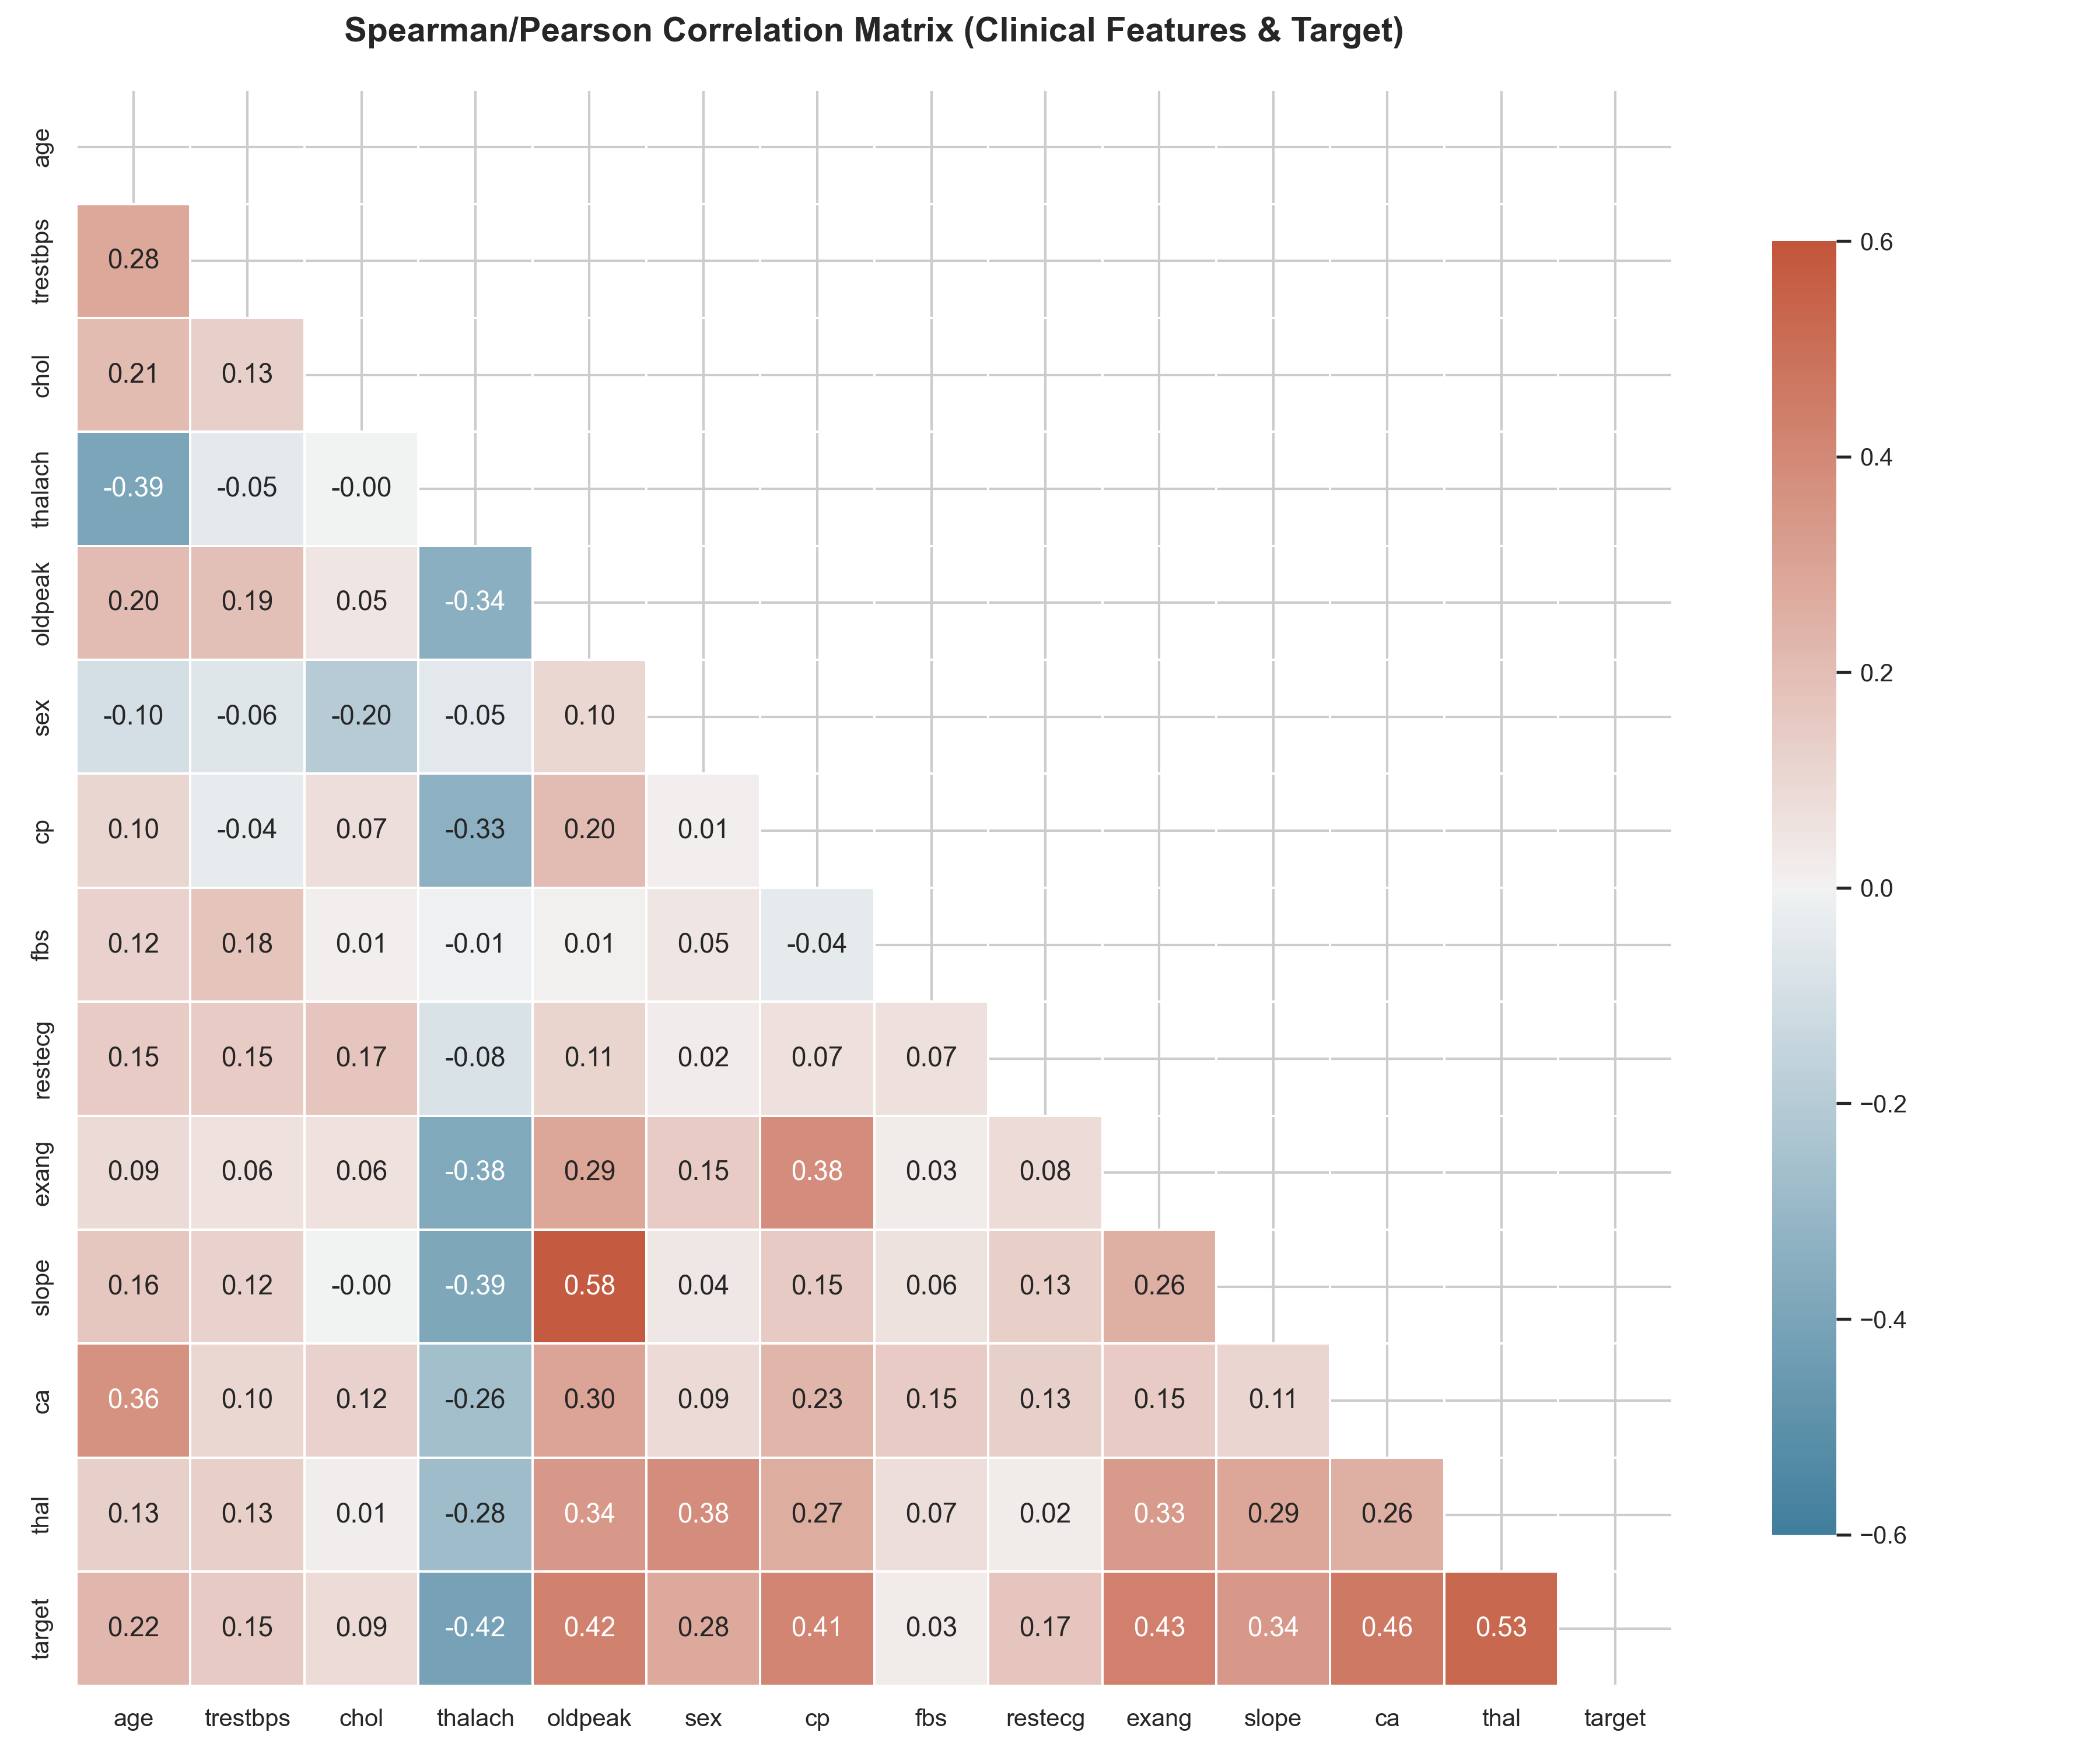 Spearman/Pearson Correlation Matrix (Clinical Features & Target)
age
trestbps 0.28
chol 0.21 0.13
thalach -0.39 -0.05 -0.00
oldpeak 0.20 0.19 0.05 -0.34
sex -0.10 -0.06 -0.20 -0.05 0.10
cp 0.10 -0.04 0.07 -0.33 0.20 0.01
fbs 0.12 0.18 0.01 -0.01 0.01 0.05 -0.04
restecg 0.15 0.15 0.17 -0.08 0.11 0.02 0.07 0.07
exang 0.09 0.06 0.06 -0.38 0.29 0.15 0.38 0.03 0.08
slope 0.16 0.12 -0.00 -0.39 0.58 0.04 0.15 0.06 0.13 0.26
ca 0.36 0.10 0.12 -0.26 0.30 0.09 0.23 0.15 0.13 0.15 0.11
thal 0.13 0.13 0.01 -0.28 0.34 0.38 0.27 0.07 0.02 0.33 0.29 0.26
target 0.22 0.15 0.09 -0.42 0.42 0.28 0.41 0.03 0.17 0.43 0.34 0.46 0.53
age trestbps chol thalach oldpeak sex cp fbs restecg exang slope ca thal target
0.6
0.4
0.2
0.0
−0.2
−0.4
−0.6